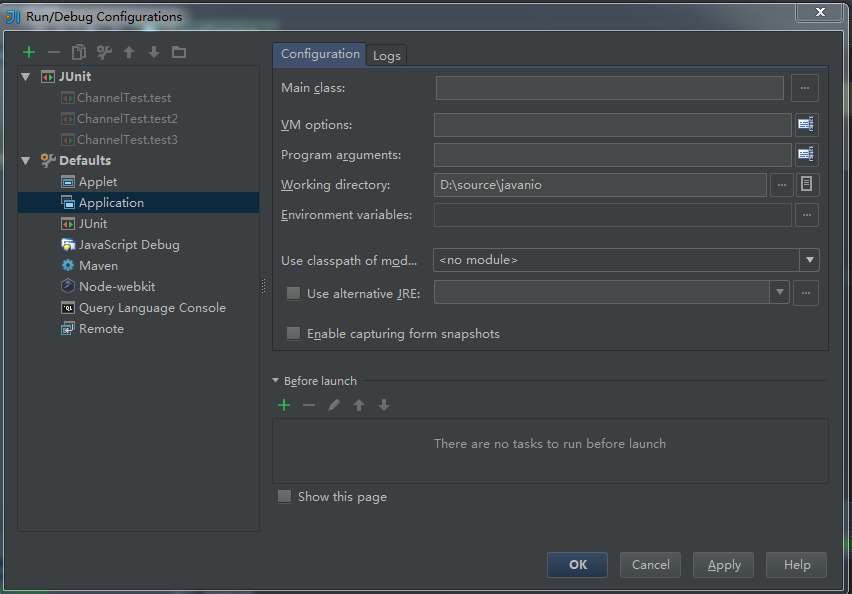 Run/Debug Configurations
JUnit
ChannelTest.test
ChannelTest.test2
ChannelTest.test3
Defaults
Applet
Application
JUnit
JavaScript Debug
Maven
Node-webkit
Query Language Console
Remote
Configuration
Logs
Main class:
...
VM options:
Program arguments:
Working directory:
D:\source\javanio
...
Environment variables:
...
Use classpath of mod...
<no module>
Use alternative JRE:
...
Enable capturing form snapshots
Before launch
There are no tasks to run before launch
Show this page
OK
Cancel
Apply
Help